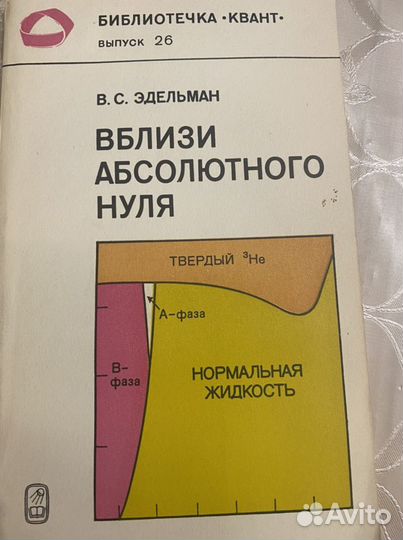 БИБЛИОТЕЧКА •КВАНТ•
ВЫПУСК 26
В. С. ЭДЕЛЬМАН
ВБЛИЗИ
АБСОЛЮТНОГО
НУЛЯ
ТВЕРДЫЙ ³He
А-фаза
В-
фаза
НОРМАЛЬНАЯ
ЖИДКОСТЬ
Avito